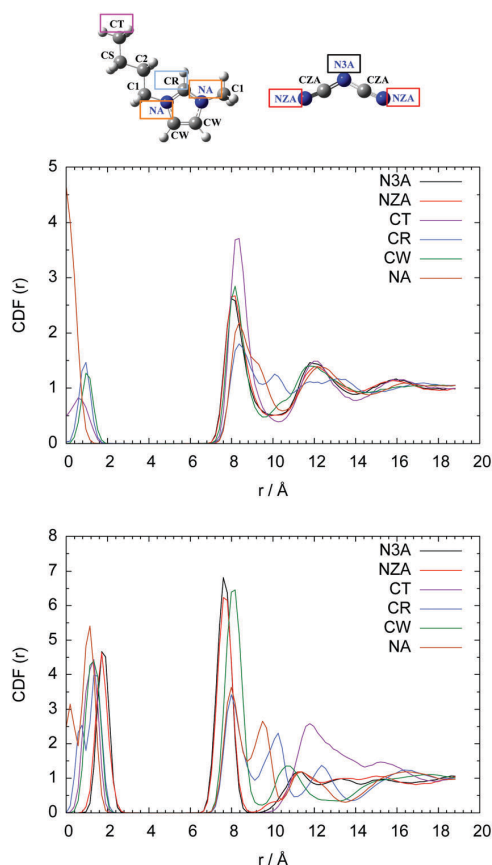 CT
CS
C2
CR
N3A
CZA
CZA
C1
NA
C1
NZA
NZA
NA
CW
CW
5
4
3
2
1
0
CDF (r)
N3A
NZA
CT
CR
CW
NA
0 2 4 6 8 10 12 14 16 18 20
r / Å
8
7
6
5
4
3
2
1
0
CDF (r)
N3A
NZA
CT
CR
CW
NA
0 2 4 6 8 10 12 14 16 18 20
r / Å